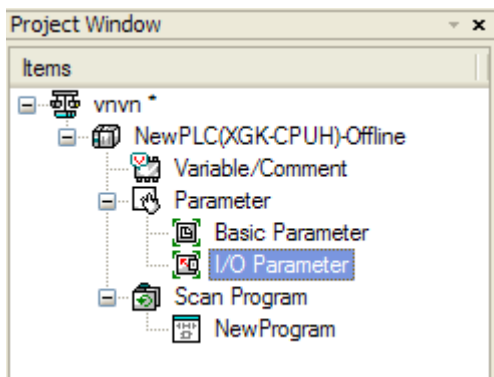 Project Window
Items
vnvn *
NewPLC(XGK-CPUH)-Offline
Variable/Comment
Parameter
Basic Parameter
I/O Parameter
Scan Program
NewProgram